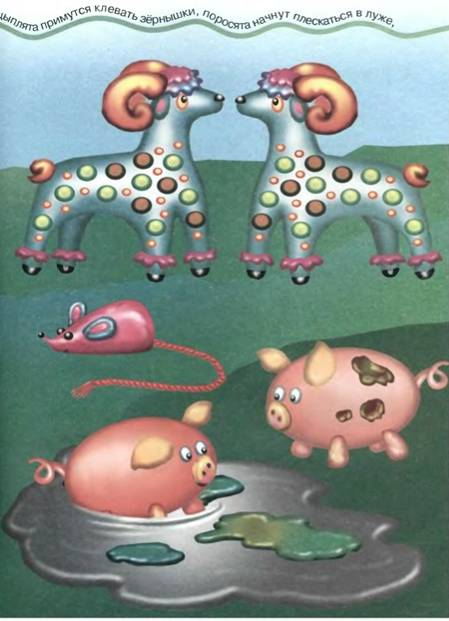 цыплята примутся клевать зёрнышки, поросята начнут плескаться в луже,